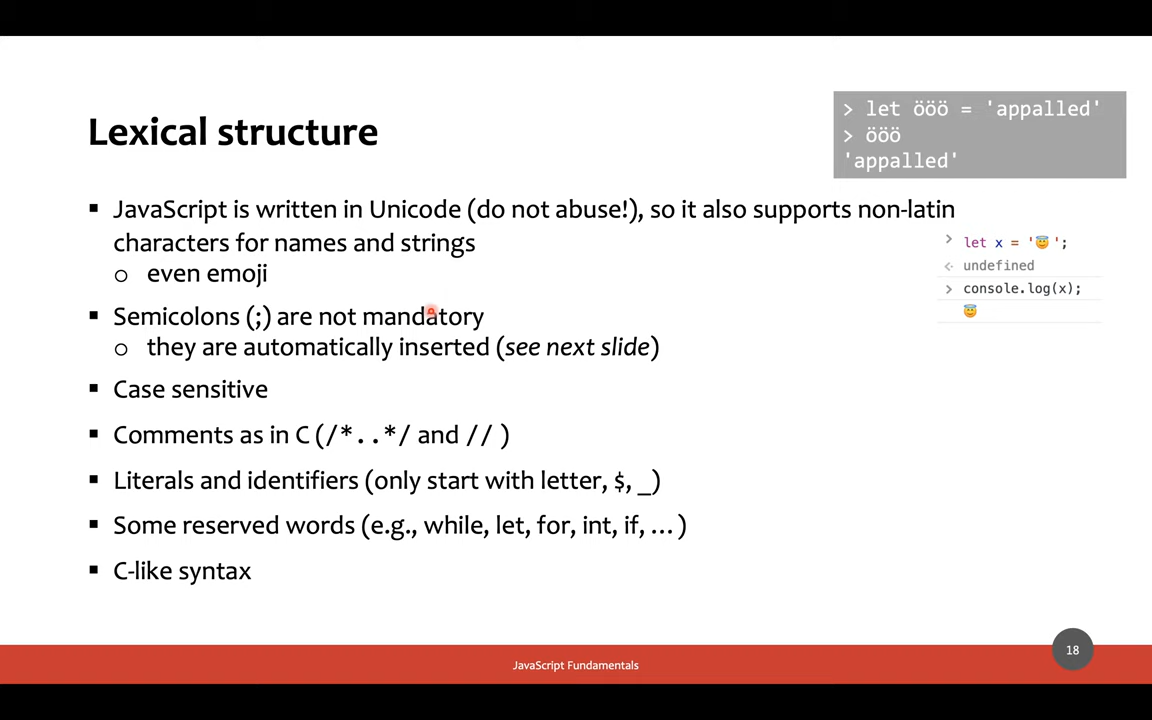 Lexical structure
> let ööö = 'appalled'
> ööö
'appalled'
▪ JavaScript is written in Unicode (do not abuse!), so it also supports non-latin
characters for names and strings
o even emoji
> let x = '😇';
< undefined
> console.log(x);
😇
▪ Semicolons (;) are not mandatory
o they are automatically inserted (see next slide)
▪ Case sensitive
▪ Comments as in C (/*..*/ and // )
▪ Literals and identifiers (only start with letter, $, _)
▪ Some reserved words (e.g., while, let, for, int, if, …)
▪ C-like syntax
JavaScript Fundamentals
18